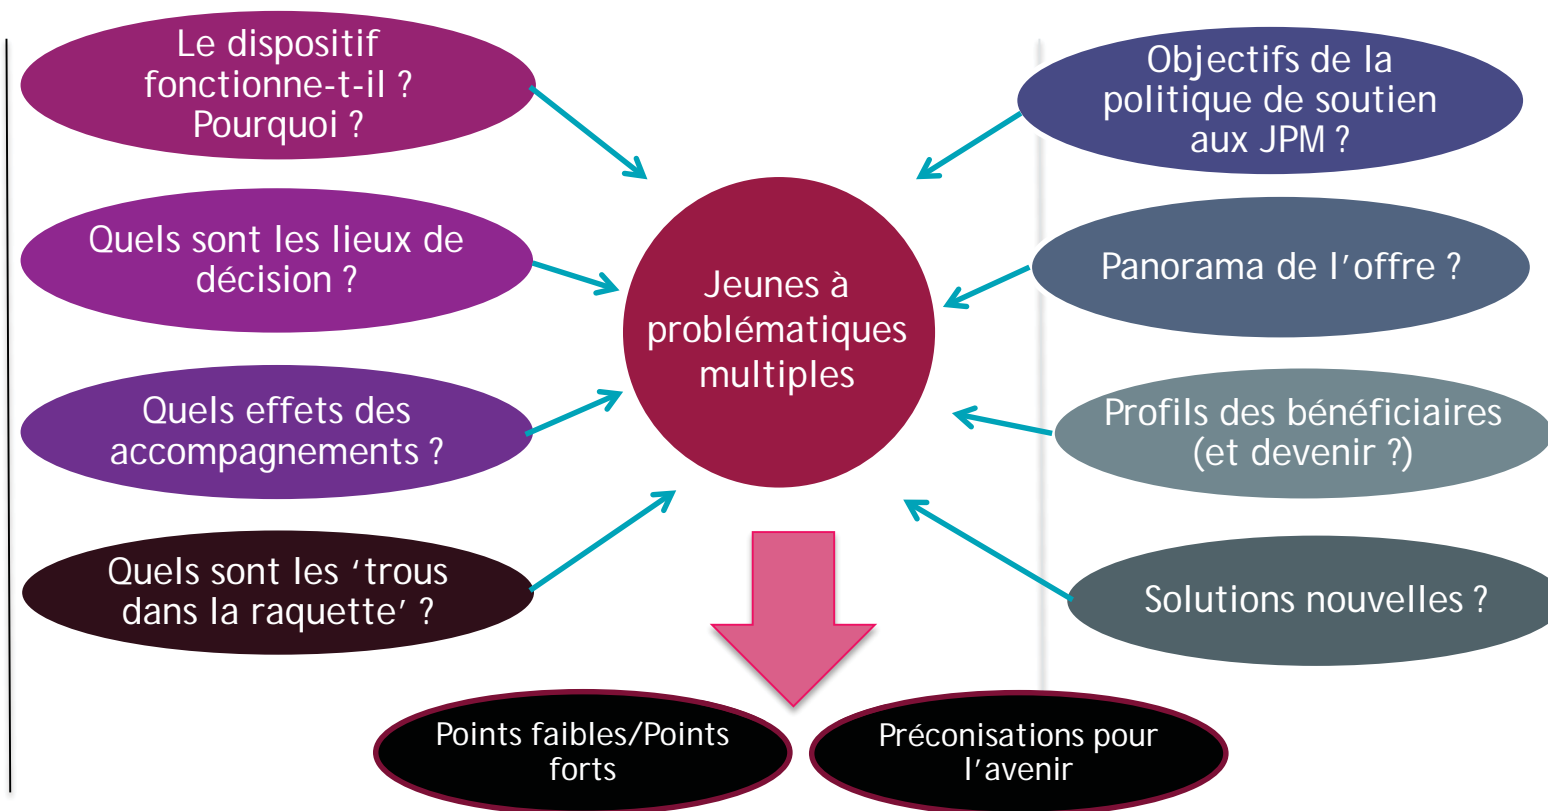 Le dispositif
fonctionne-t-il ?
Pourquoi ?
Quels sont les lieux de
décision ?
Quels effets des
accompagnements ?
Quels sont les ‘trous
dans la raquette’ ?
Jeunes à
problématiques
multiples
Objectifs de la
politique de soutien
aux JPM ?
Panorama de l’offre ?
Profils des bénéficiaires
(et devenir ?)
Solutions nouvelles ?
Points faibles/Points
forts
Préconisations pour
l’avenir